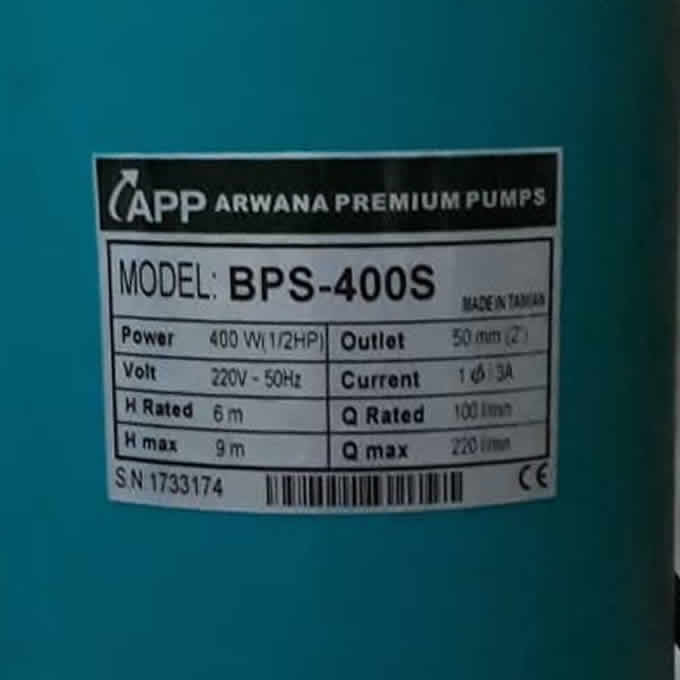 APP ARWANA PREMIUM PUMPS
MODEL: BPS-400S MADE IN TAIWAN
Power 400 W(1/2HP) Outlet 50 mm (2")
Volt 220V ~ 50Hz Current 1 ϕ / 3A
H Rated 6 m Q Rated 100 l/min
H max 9 m Q max 220 l/min
S.N 1733174 CE